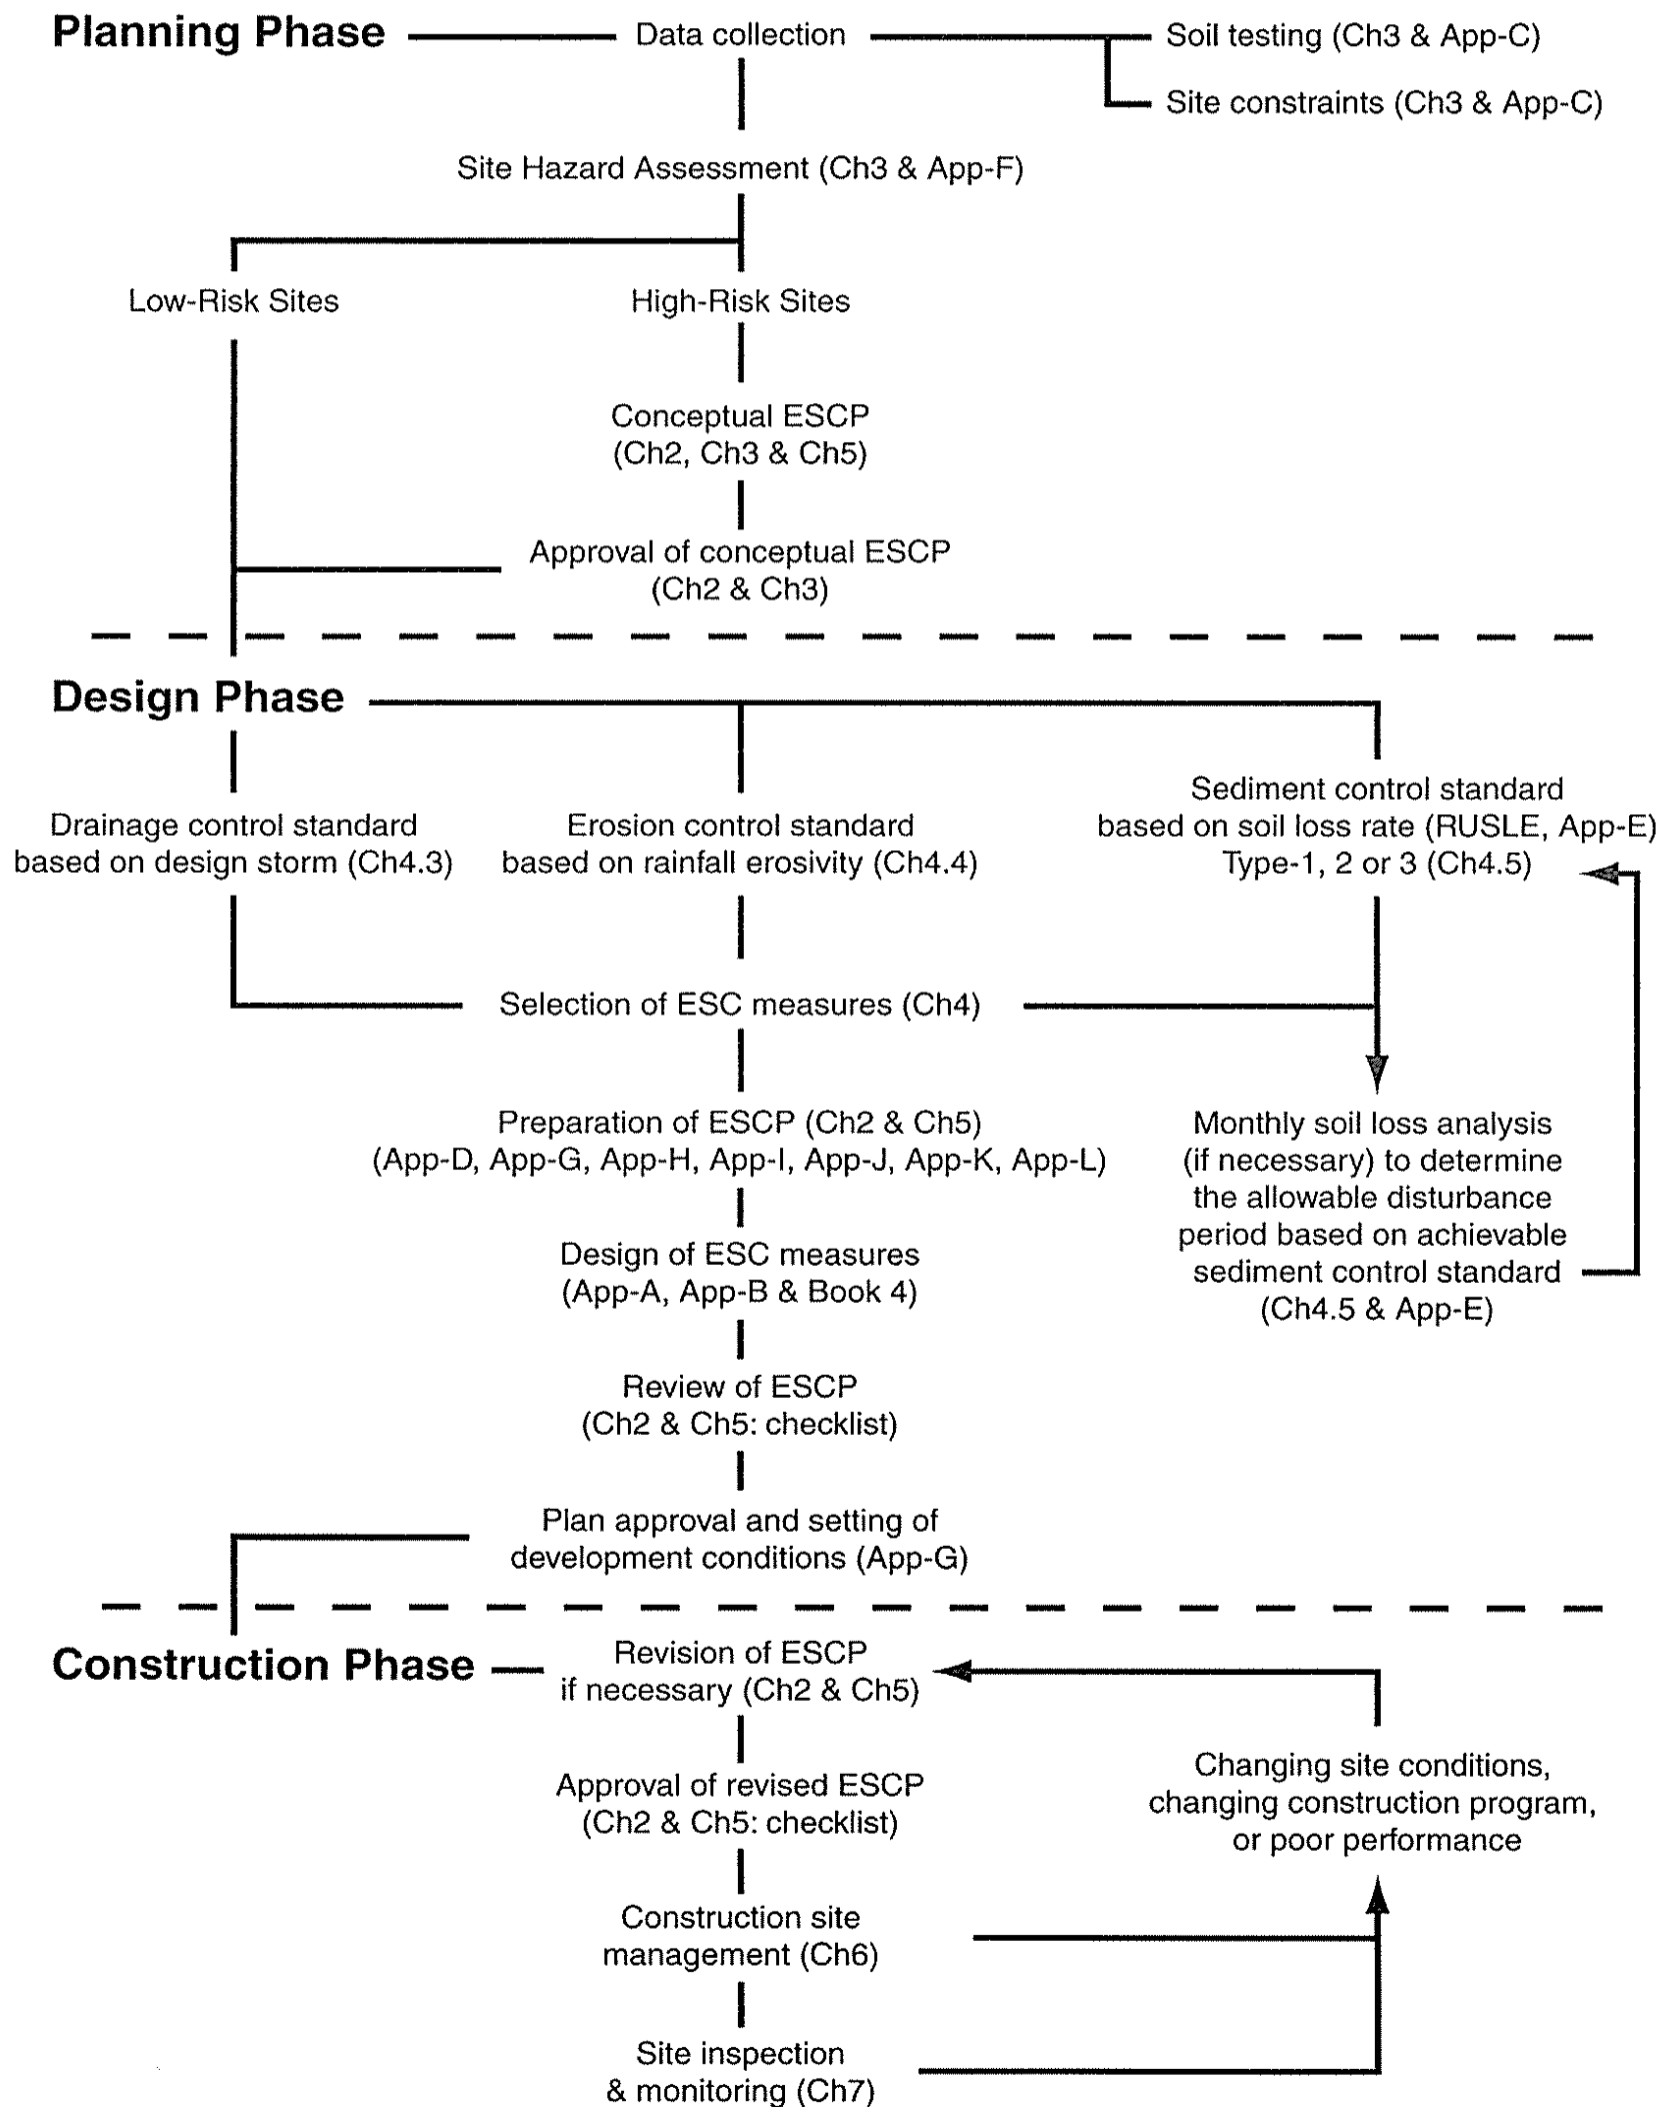 Planning Phase
Data collection
Soil testing (Ch3 & App-C)
Site constraints (Ch3 & App-C)
Site Hazard Assessment (Ch3 & App-F)
Low-Risk Sites
High-Risk Sites
Conceptual ESCP
(Ch2, Ch3 & Ch5)
Approval of conceptual ESCP
(Ch2 & Ch3)
Design Phase
Drainage control standard
based on design storm (Ch4.3)
Erosion control standard
based on rainfall erosivity (Ch4.4)
Sediment control standard
based on soil loss rate (RUSLE, App-E)
Type-1, 2 or 3 (Ch4.5)
Selection of ESC measures (Ch4)
Preparation of ESCP (Ch2 & Ch5)
(App-D, App-G, App-H, App-I, App-J, App-K, App-L)
Monthly soil loss analysis
(if necessary) to determine
the allowable disturbance
period based on achievable
sediment control standard
(Ch4.5 & App-E)
Design of ESC measures
(App-A, App-B & Book 4)
Review of ESCP
(Ch2 & Ch5: checklist)
Plan approval and setting of
development conditions (App-G)
Construction Phase
Revision of ESCP
if necessary (Ch2 & Ch5)
Approval of revised ESCP
(Ch2 & Ch5: checklist)
Changing site conditions,
changing construction program,
or poor performance
Construction site
management (Ch6)
Site inspection
& monitoring (Ch7)